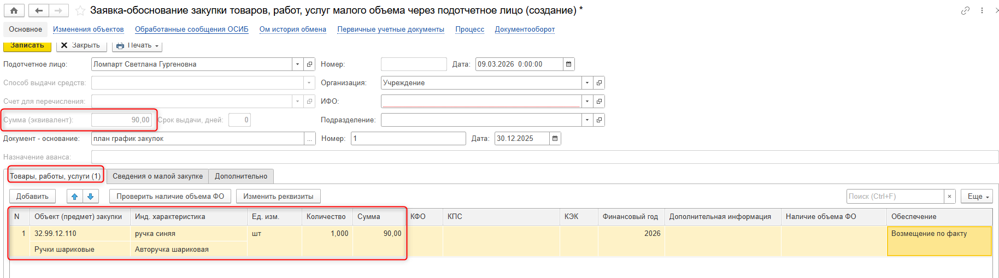 Заявка-обоснование закупки товаров, работ, услуг малого объема через подотчетное лицо (создание) *
Основное Изменения объектов Обработанные сообщения ОСИБ Ом история обмена Первичные учетные документы Процесс Документооборот
Записать Закрыть Печать
Подотчетное лицо: Ломпарт Светлана Гургеновна Номер: Дата: 09.03.2026 0:00:00
Способ выдачи средств: Организация: Учреждение
Счет для перечисления: ИФО:
Сумма (эквивалент): 90,00 Срок выдачи, дней: 0 Подразделение:
Документ - основание: план график закупок ... Номер: 1 Дата: 30.12.2025
Назначение аванса:
Товары, работы, услуги (1) Сведения о малой закупке Дополнительно
Добавить Проверить наличие объема ФО Изменить реквизиты Поиск (Ctrl+F) × Еще
N Объект (предмет) закупки Инд. характеристика Ед. изм. Количество Сумма КФО КПС КЭК Финансовый год Дополнительная информация Наличие объема ФО Обеспечение
1 32.99.12.110 ручка синяя шт 1,000 90,00 2026 Возмещение по факту
Ручки шариковые Авторучка шариковая